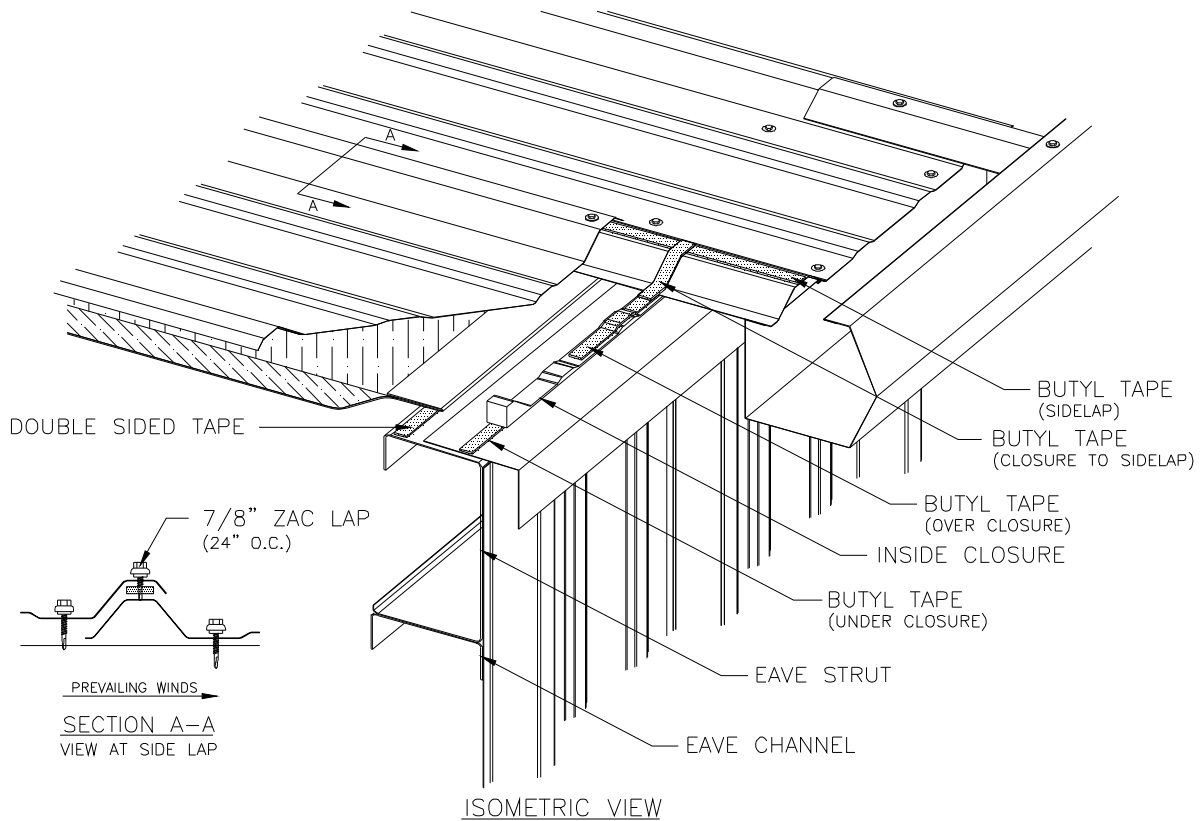 A
A
DOUBLE SIDED TAPE
BUTYL TAPE
(SIDELAP)
BUTYL TAPE
(CLOSURE TO SIDELAP)
BUTYL TAPE
(OVER CLOSURE)
INSIDE CLOSURE
BUTYL TAPE
(UNDER CLOSURE)
EAVE STRUT
EAVE CHANNEL
7/8" ZAC LAP
(24" O.C.)
PREVAILING WINDS
SECTION A-A
VIEW AT SIDE LAP
ISOMETRIC VIEW